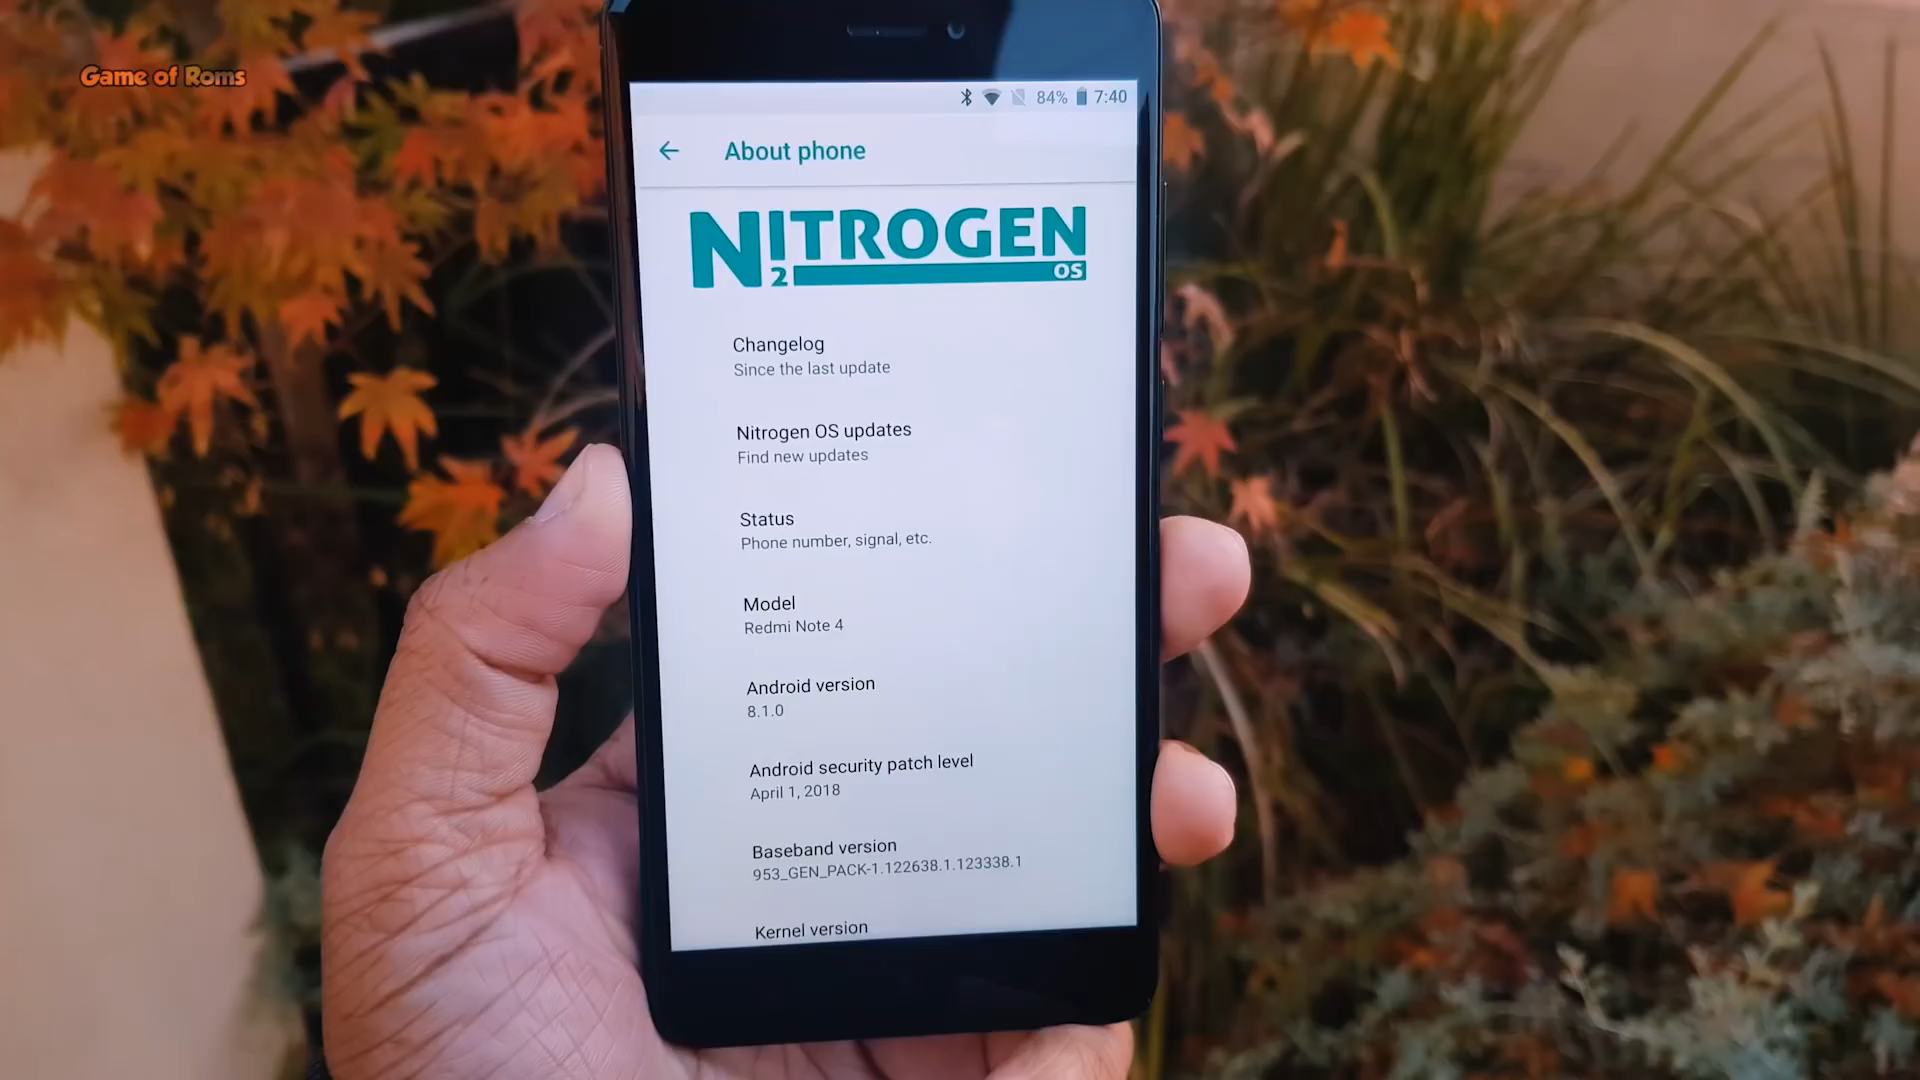 Game of Roms
84% 7:40
About phone
NITROGEN
2 OS
Changelog
Since the last update
Nitrogen OS updates
Find new updates
Status
Phone number, signal, etc.
Model
Redmi Note 4
Android version
8.1.0
Android security patch level
April 1, 2018
Baseband version
953_GEN_PACK-1.122638.1.123338.1
Kernel version